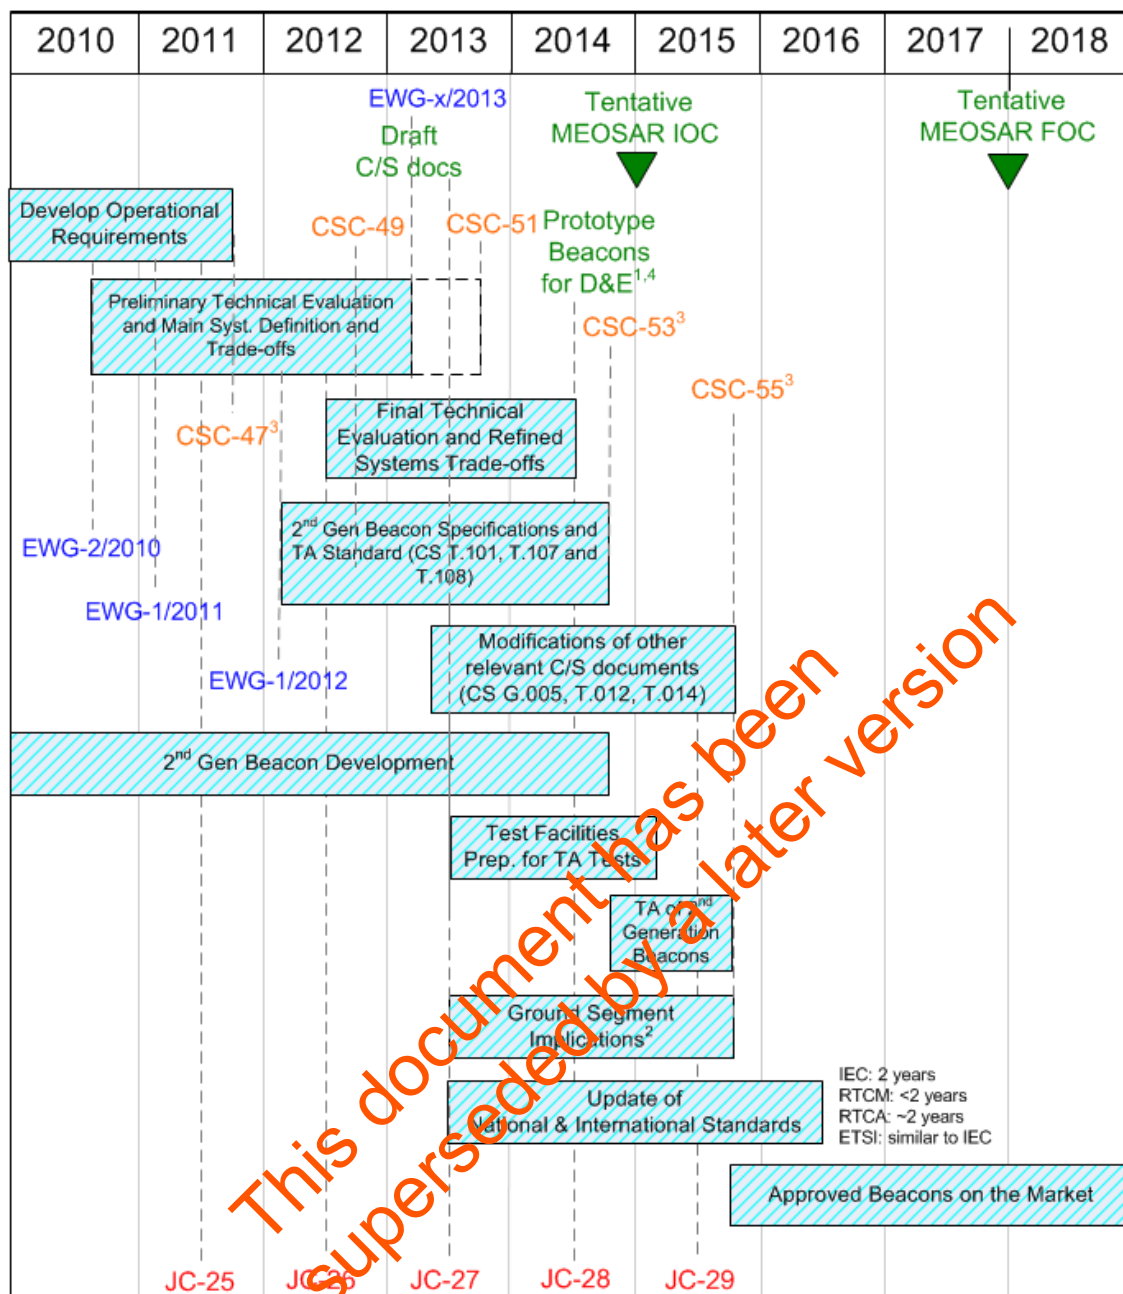 2010 2011 2012 2013 2014 2015 2016 2017 2018
EWG-x/2013
Tentative
MEOSAR IOC
Tentative
MEOSAR FOC
Draft
C/S docs
Develop Operational
Requirements
CSC-49
CSC-51
Prototype
Beacons
for D&E1,4
Preliminary Technical Evaluation
and Main Syst. Definition and
Trade-offs
CSC-53³
CSC-55³
CSC-47³
Final Technical
Evaluation and Refined
Systems Trade-offs
EWG-2/2010
2nd Gen Beacon Specifications and
TA Standard (CS T.101, T.107 and
T.108)
EWG-1/2011
EWG-1/2012
Modifications of other
relevant C/S documents
(CS G.005, T.012, T.014)
2nd Gen Beacon Development
Test Facilities
Prep. for TA Tests
TA of 2nd
Generation
Beacons
Ground Segment
Implications²
Update of
National & International Standards
IEC: 2 years
RTCM: <2 years
RTCA: ~2 years
ETSI: similar to IEC
Approved Beacons on the Market
JC-25 JC-26 JC-27 JC-28 JC-29
This document has been
superseded by a later version